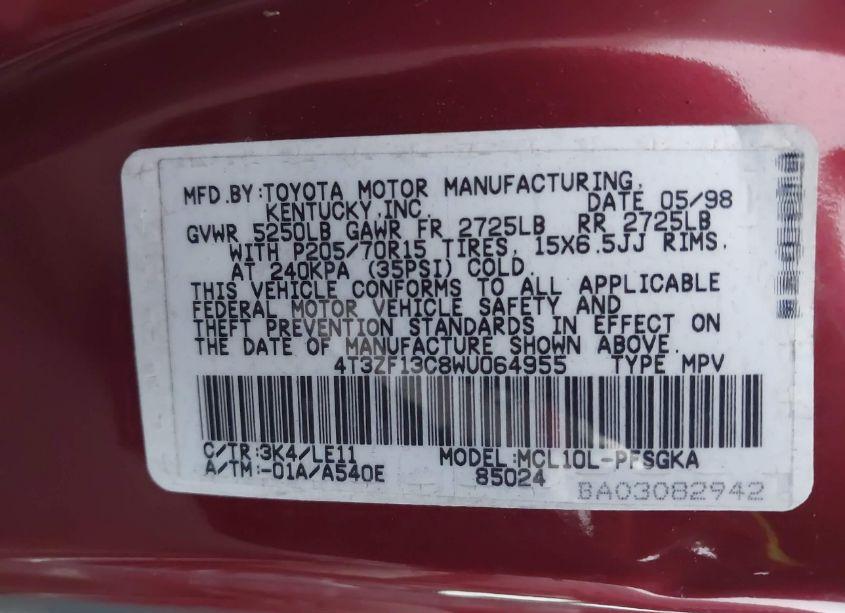 MFD.BY:TOYOTA MOTOR MANUFACTURING,
KENTUCKY,INC. DATE 05/98
GVWR 5250LB GAWR FR 2725LB RR 2725LB
WITH P205/70R15 TIRES, 15X6.5JJ RIMS,
AT 240KPA (35PSI) COLD.
THIS VEHICLE CONFORMS TO ALL APPLICABLE
FEDERAL MOTOR VEHICLE SAFETY AND
THEFT PREVENTION STANDARDS IN EFFECT ON
THE DATE OF MANUFACTURE SHOWN ABOVE.
4T3ZF13C8WU064955 TYPE MPV
C/TR:3K4/LE11 MODEL:MCL10L-PFSGKA
A/TM:-01A/A540E 85024
BA03082942